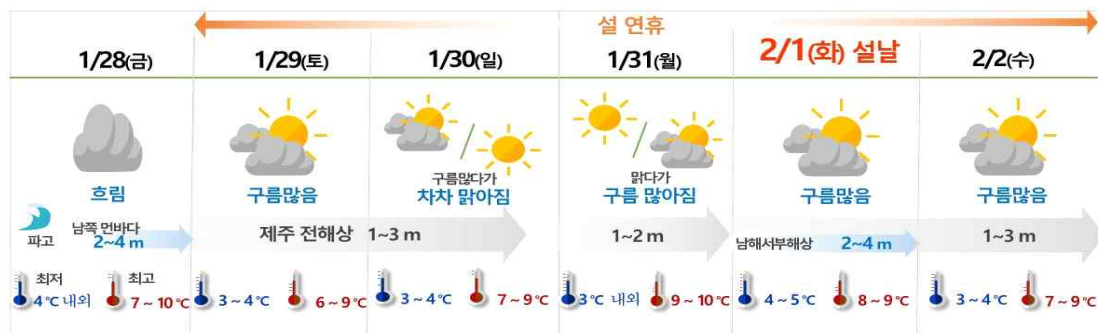 설 연휴
1/28(금) 1/29(토) 1/30(일) 1/31(월) 2/1(화) 설날 2/2(수)
구름많다가 맑다가
흐림 구름많음 차차 맑아짐 구름 많아짐 구름많음 구름많음
남쪽 먼바다
파고 2~4 m 제주 전해상 1~3 m 1~2 m 남해서부해상 2~4 m 1~3 m
최저 최고
4℃ 내외 7 ~ 10℃ 3 ~ 4℃ 6 ~ 9℃ 3 ~ 4℃ 7 ~ 9℃ 3℃ 내외 9 ~ 10℃ 4 ~ 5℃ 8 ~ 9℃ 3 ~ 4℃ 7 ~ 9℃